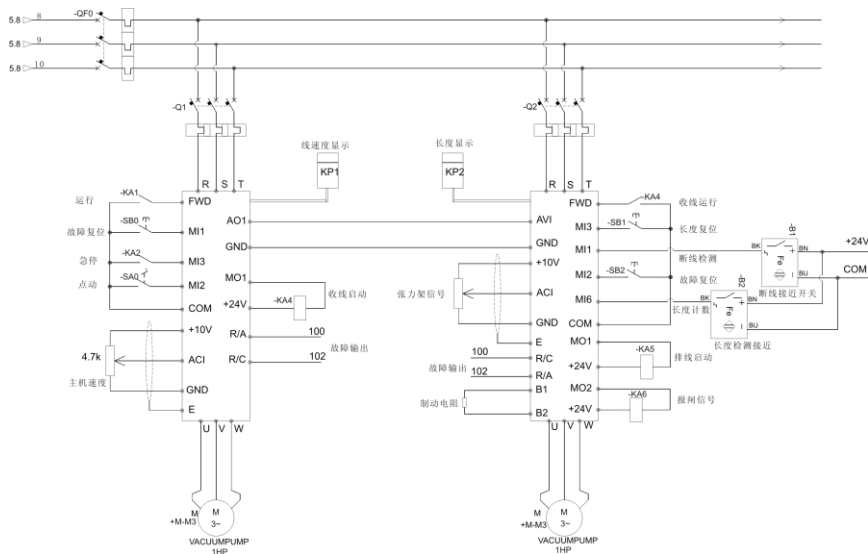 5.8 8 -QF0
5.8 9
5.8 10
-Q1
-Q2
线速度显示
KP1
长度显示
KP2
R S T
R S T
运行
-KA1
FWD
故障复位
-SB0
MI1
急停
-KA2
MI3
点动
-SA0
MI2
COM
+10V
4.7k
ACI
主机速度
GND
E
AO1
GND
MO1
收线启动
+24V
-KA4
R/A
100
故障输出
R/C
102
U V W
M
+M-M3
M
3~
VACUUMPUMP
1HP
AVI
GND
+10V
张力架信号
ACI
GND
E
100
R/C
故障输出
102
R/A
B1
制动电阻
B2
FWD
-KA4
收线运行
MI3
-SB1
长度复位
MI1
断线检测
MI2
-SB2
故障复位
MI6
长度计数
COM
MO1
排线启动
-KA5
+24V
MO2
报闸信号
-KA6
+24V
-B1
BK
Fe
+
−
BN
BU
断线接近开关
+24V
COM
-B2
BK
Fe
+
−
BN
BU
长度检测接近
U V W
M
+M-M3
M
3~
VACUUMPUMP
1HP